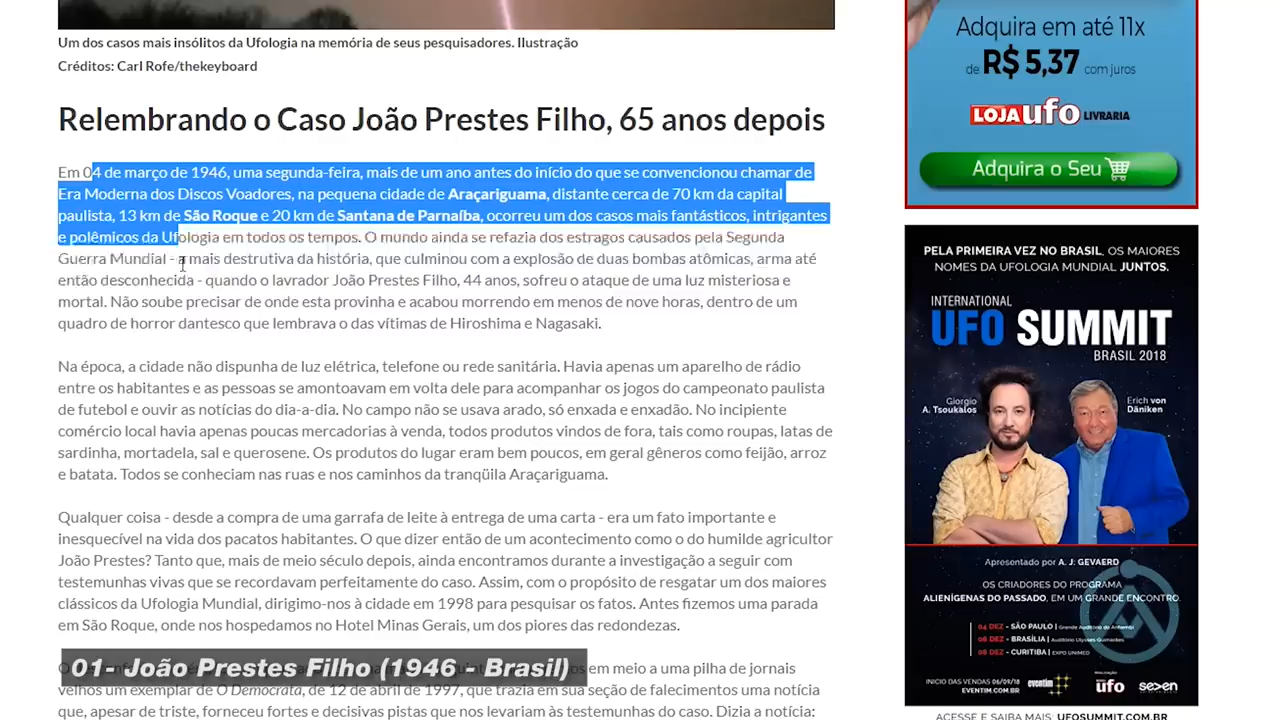 Um dos casos mais insólitos da Ufologia na memória de seus pesquisadores. Ilustração
Créditos: Carl Rofe/thekeyboard
Relembrando o Caso João Prestes Filho, 65 anos depois
Em 04 de março de 1946, uma segunda-feira, mais de um ano antes do início do que se convencionou chamar de
Era Moderna dos Discos Voadores, na pequena cidade de Araçariguama, distante cerca de 70 km da capital
paulista, 13 km de São Roque e 20 km de Santana de Parnaíba, ocorreu um dos casos mais fantásticos, intrigantes
e polêmicos da Ufologia em todos os tempos. O mundo ainda se refazia dos estragos causados pela Segunda
Guerra Mundial - a mais destrutiva da história, que culminou com a explosão de duas bombas atômicas, arma até
então desconhecida - quando o lavrador João Prestes Filho, 44 anos, sofreu o ataque de uma luz misteriosa e
mortal. Não soube precisar de onde esta provinha e acabou morrendo em menos de nove horas, dentro de um
quadro de horror dantesco que lembrava o das vítimas de Hiroshima e Nagasaki.
Na época, a cidade não dispunha de luz elétrica, telefone ou rede sanitária. Havia apenas um aparelho de rádio
entre os habitantes e as pessoas se amontoavam em volta dele para acompanhar os jogos do campeonato paulista
de futebol e ouvir as notícias do dia-a-dia. No campo não se usava arado, só enxada e enxadão. No incipiente
comércio local havia apenas poucas mercadorias à venda, todos produtos vindos de fora, tais como roupas, latas de
sardinha, mortadela, sal e querosene. Os produtos do lugar eram bem poucos, em geral gêneros como feijão, arroz
e batata. Todos se conheciam nas ruas e nos caminhos da tranqüila Araçariguama.
Qualquer coisa - desde a compra de uma garrafa de leite à entrega de uma carta - era um fato importante e
inesquecível na vida dos pacatos habitantes. O que dizer então de um acontecimento como o do humilde agricultor
João Prestes? Tanto que, mais de meio século depois, ainda encontramos durante a investigação a seguir com
testemunhas vivas que se recordavam perfeitamente do caso. Assim, com o propósito de resgatar um dos maiores
clássicos da Ufologia Mundial, dirigimo-nos à cidade em 1998 para pesquisar os fatos. Antes fizemos uma parada
em São Roque, onde nos hospedamos no Hotel Minas Gerais, um dos piores das redondezas.
em meio a uma pilha de jornais
velhos um exemplar de O Democrata, de 12 de abril de 1997, que trazia em sua seção de falecimentos uma notícia
que, apesar de triste, forneceu fortes e decisivas pistas que nos levariam às testemunhas do caso. Dizia a notícia:
01- João Prestes Filho (1946 - Brasil)
Adquira em até 11x
de R$ 5,37 com juros
LOJA ufo LIVRARIA
Adquira o Seu
PELA PRIMEIRA VEZ NO BRASIL, OS MAIORES
NOMES DA UFOLOGIA MUNDIAL JUNTOS.
INTERNATIONAL
UFO SUMMIT
BRASIL 2018
Giorgio
A. Tsoukalos
Erich von
Däniken
Apresentado por A. J. GEVAERD
OS CRIADORES DO PROGRAMA
ALIENÍGENAS DO PASSADO, EM UM GRANDE ENCONTRO.
04 DEZ - SÃO PAULO | Grande Auditório do Anhembi
06 DEZ - BRASÍLIA | Auditório Ulysses Guimarães
08 DEZ - CURITIBA | EXPO UNIMED
INICIO DAS VENDAS 06/09/18
EVENTIM.COM.BR
eventim
ufo
seven
ACESSE E SAIBA MAIS: UFOSUMMIT.COM.BR